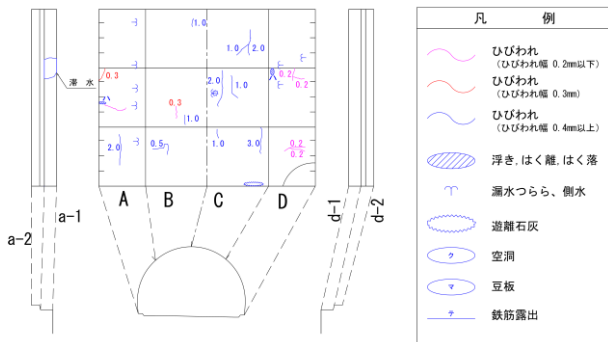 1.0
1.0 2.0
滞 水
0.3
2.0
1.0
0.2
0.2
0.3
1.0
2.0
0.5
1.0
3.0
0.2
0.2
A B C D
a-2
a-1
d-1
d-2
凡 例
ひびわれ
(ひびわれ幅 0.2mm以下)
ひびわれ
(ひびわれ幅 0.3mm)
ひびわれ
(ひびわれ幅 0.4mm以上)
浮き,はく離,はく落
漏水つらら、側水
遊離石灰
ク
空洞
マ
豆板
テ
鉄筋露出